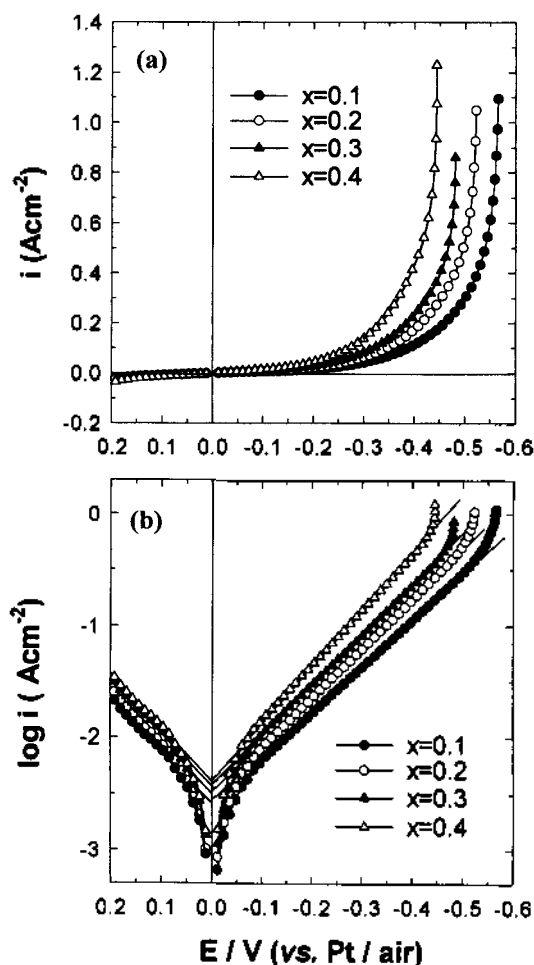 1.4
(a)
1.2
x=0.1
1.0
x=0.2
0.8
x=0.3
x=0.4
i (Acm-2)
0.6
0.4
0.2
0.0
-0.2
0.2 0.1 0.0 -0.1 -0.2 -0.3 -0.4 -0.5 -0.6
(b)
0
-1
log i ( Acm-2)
-2
x=0.1
x=0.2
x=0.3
x=0.4
-3
0.2 0.1 0.0 -0.1 -0.2 -0.3 -0.4 -0.5 -0.6
E / V (vs. Pt / air)